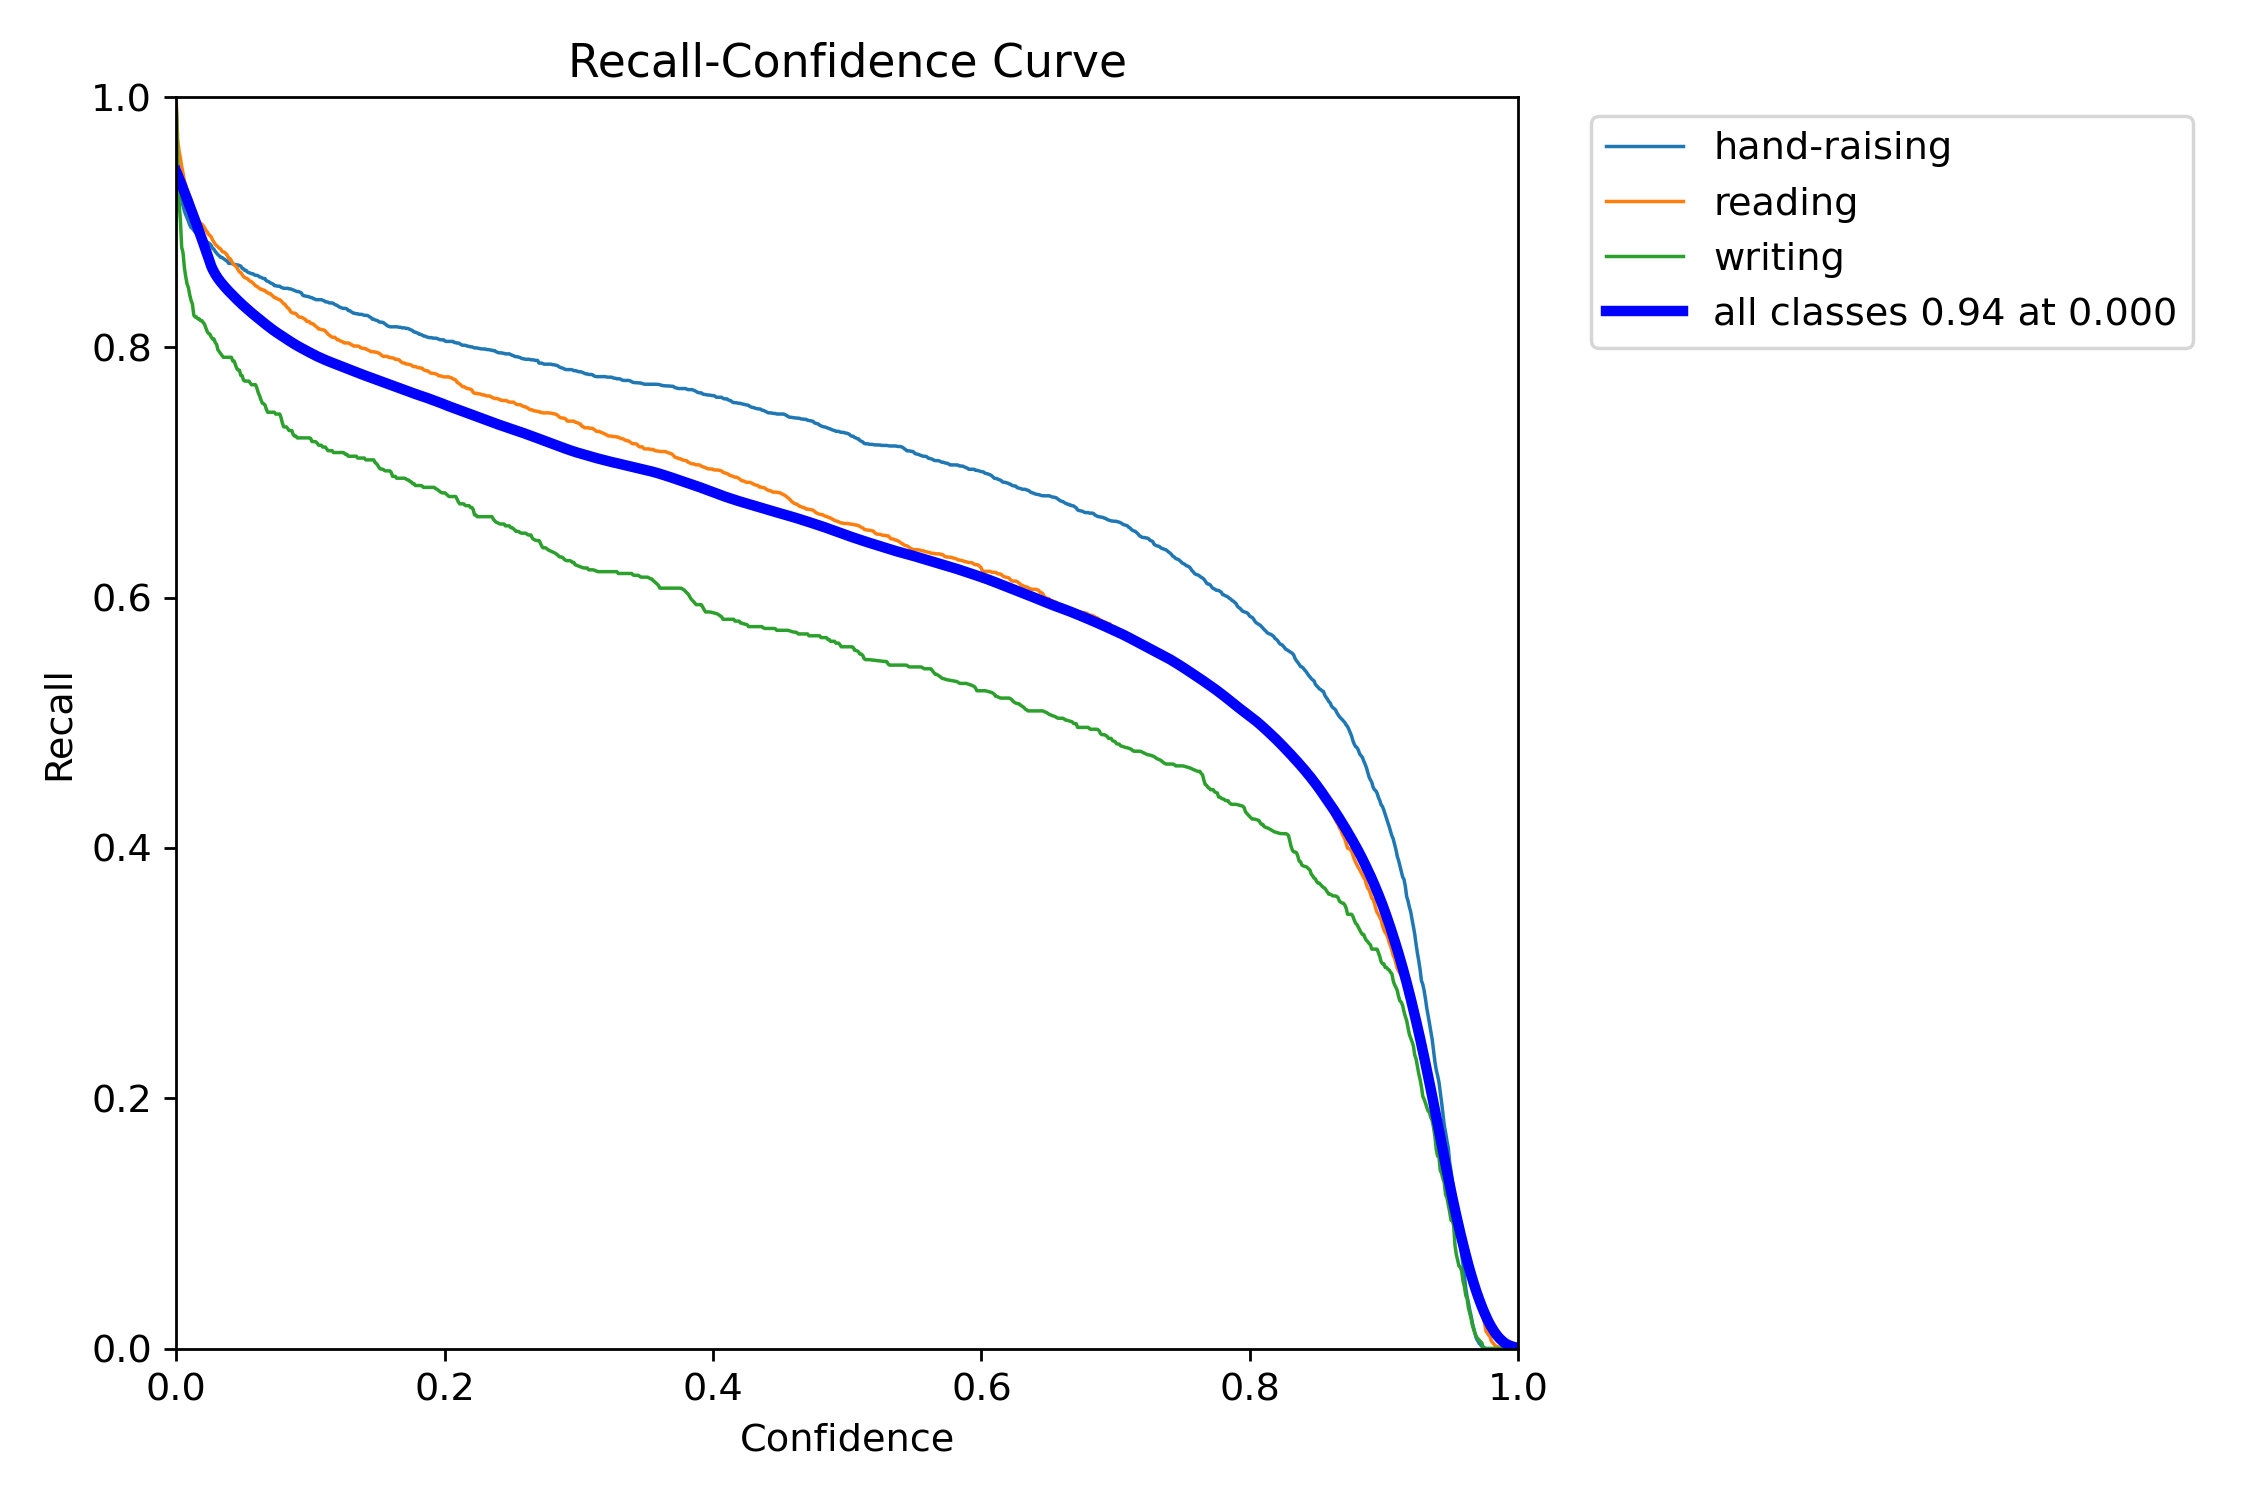 Recall-Confidence Curve
1.0
0.8
0.6
0.4
0.2
0.0
Recall
0.0 0.2 0.4 0.6 0.8 1.0
Confidence
hand-raising
reading
writing
all classes 0.94 at 0.000